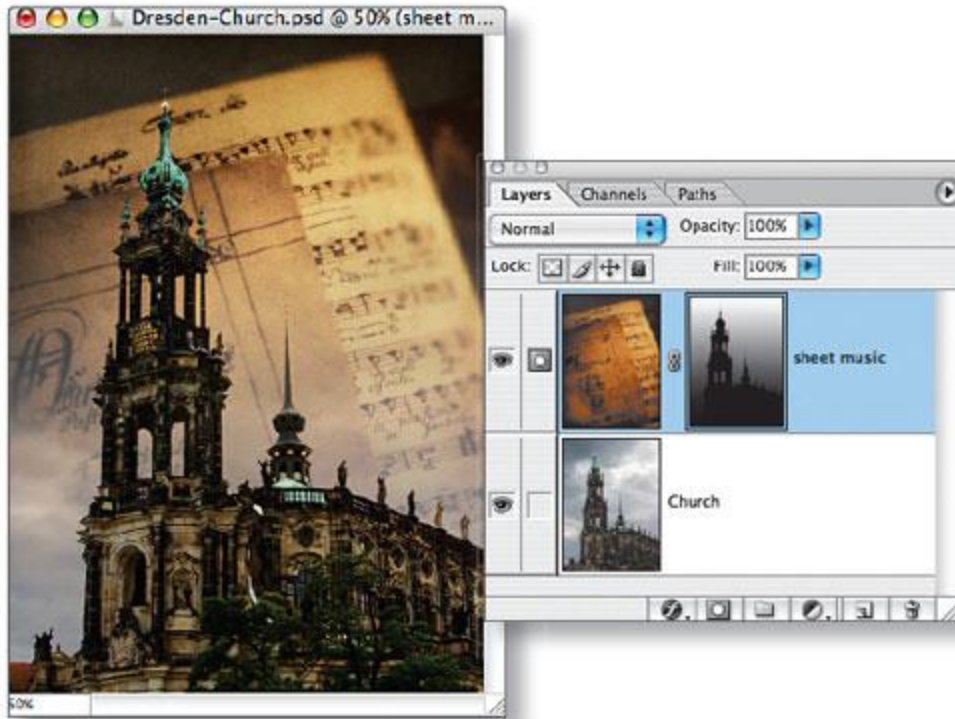 Dresden-Church.psd @ 50% (sheet m...
Layers Channels Paths
Normal Opacity: 100%
Lock: Fill: 100%
sheet music
Church
50%